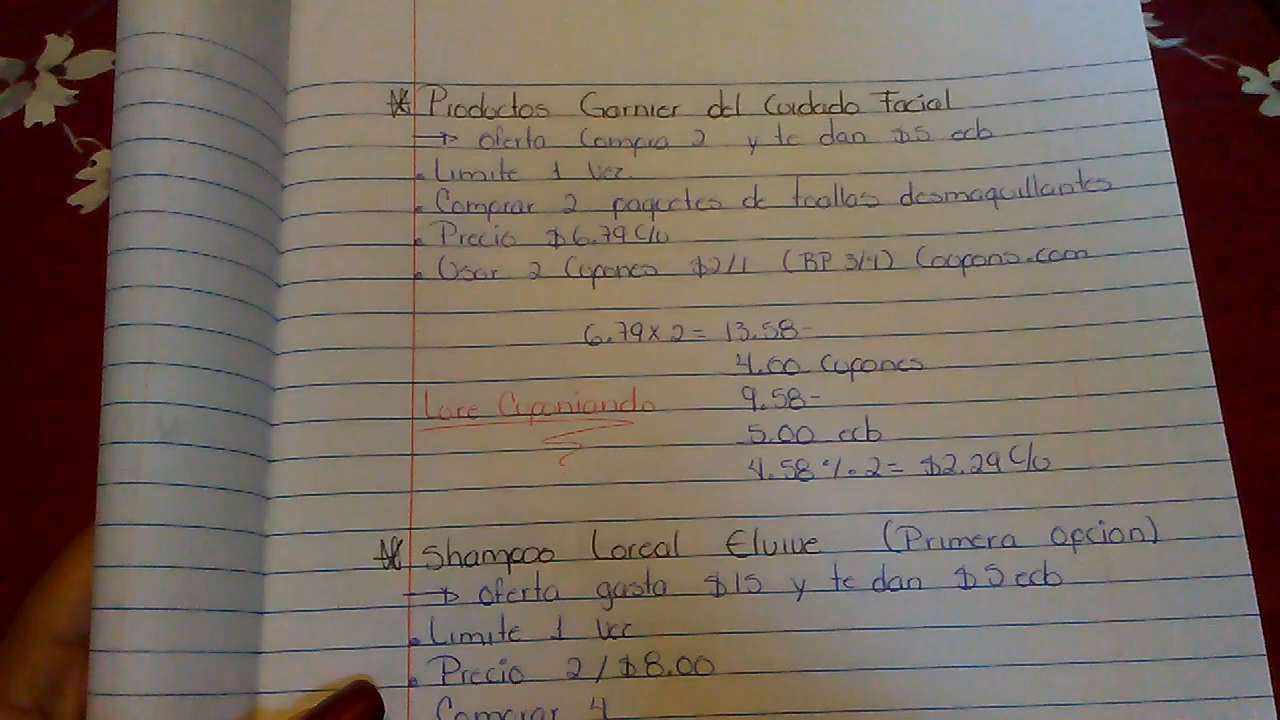 * Productos Garnier del Cuidado Facial
→ oferta Compra 2 y te dan $5 ecb
. Limite 1 Vez.
. Comprar 2 paquetes de toallas desmaquillantes
. Precio $6.79 C/u
. Usar 2 Cupones $2/1 (BP 3/4) Coupons.com
6.79 x 2 = 13.58-
4.00 Cupones
Lore Cuponiando
9.58-
5.00 ecb
4.58 % 2 = $2.29 C/u
* Shampoo Loreal Elvive (Primera opcion)
→ oferta gasta $15 y te dan $5 ecb
. Limite 1 Vez
. Precio 2/$8.00
Comprar 4